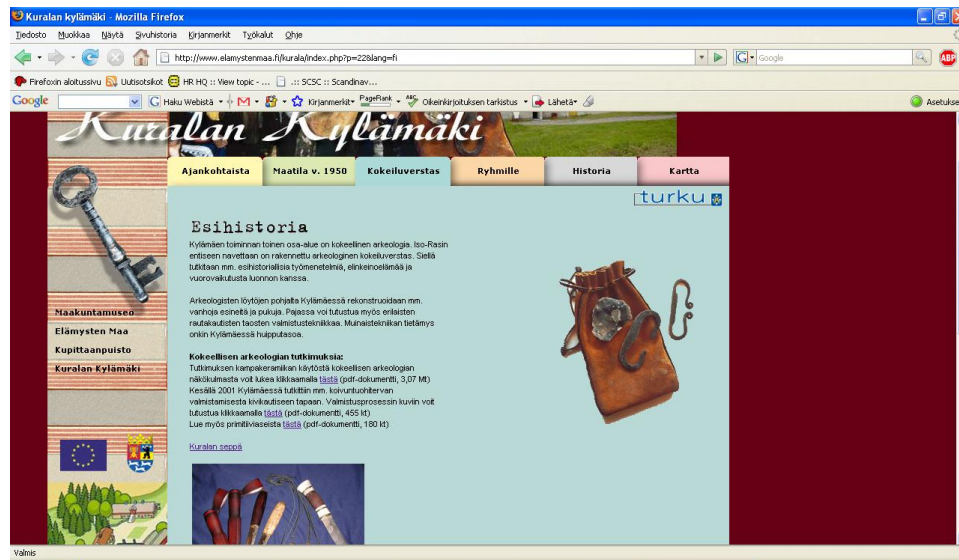 Kuralan kylämäki - Mozilla Firefox
Tiedosto Muokkaa Näytä Sivuhistoria Kirjanmerkit Työkalut Ohje
http://www.elamystenmaa.fi/kurala/index.php?p=22&lang=fi
Google
ABP
Firefoxin aloitussivu Uutisotsikot HR HQ :: View topic - ... .:: SCSC :: Scandinav...
Google Haku Webistä Kirjanmerkit PageRank Oikeinkirjoituksen tarkistus Lähetä Asetukse
Kuralan Kylämäki
Ajankohtaista Maatila v. 1950 Kokeiluverstas Ryhmille Historia Kartta
turku
Esihistoria
Kylämäen toiminnan toinen osa-alue on kokeellinen arkeologia. Iso-Rasin
entiseen navettaan on rakennettu arkeologinen kokeiluverstas. Siellä
tutkitaan mm. esihistoriallisia työmenetelmiä, elinkeinoelämää ja
vuorovaikutusta luonnon kanssa.
Arkeologisten löytöjen pohjalta Kylämäessä rekonstruoidaan mm.
vanhoja esineitä ja pukuja. Pajassa voi tutustua myös erilaisten
rautakautisten taosten valmistustekniikkaa. Muinaistekniikan tietämys
onkin Kylämäessä huipputasoa.
Kokeellisen arkeologian tutkimuksia:
Tutkimuksen kampakeramiikan käytöstä kokeellisen arkeologian
näkökulmasta voit lukea klikkaamalla tästä (pdf-dokumentti, 3,07 Mt)
Kesällä 2001 Kylämäessä tutkittiin mm. koivuntuohitervan
valmistamisesta kivikautiseen tapaan. Valmistusprosessin kuviin voit
tutustua klikkaamalla tästä (pdf-dokumentti, 455 kt)
Lue myös primitiiviaseista tästä (pdf-dokumentti, 180 kt)
Kuralan seppä
Maakuntamuseo
Elämysten Maa
Kupittaanpuisto
Kuralan Kylämäki
Valmis